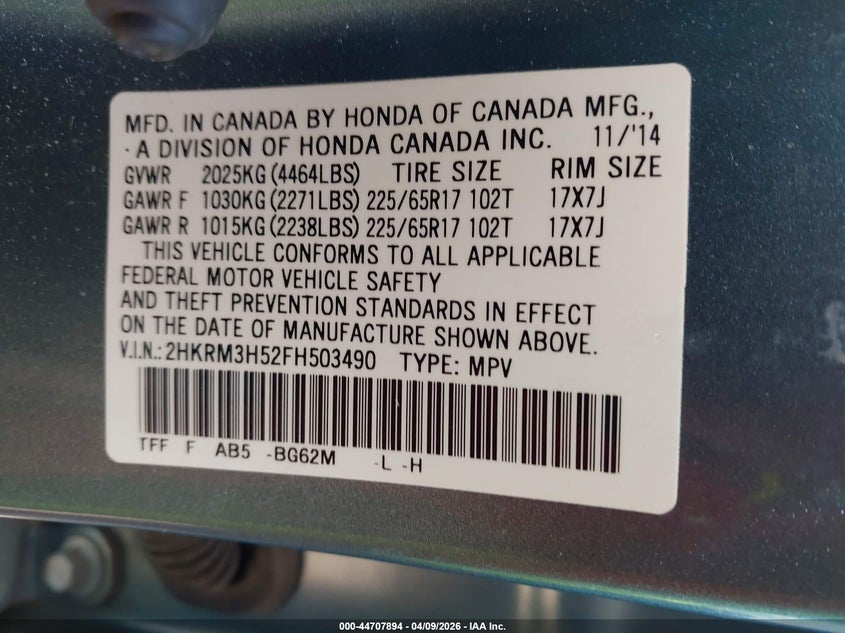 MFD. IN CANADA BY HONDA OF CANADA MFG.,
A DIVISION OF HONDA CANADA INC. 11/'14
GVWR 2025KG (4464LBS) TIRE SIZE RIM SIZE
GAWR F 1030KG (2271LBS) 225/65R17 102T 17X7J
GAWR R 1015KG (2238LBS) 225/65R17 102T 17X7J
THIS VEHICLE CONFORMS TO ALL APPLICABLE
FEDERAL MOTOR VEHICLE SAFETY
AND THEFT PREVENTION STANDARDS IN EFFECT
ON THE DATE OF MANUFACTURE SHOWN ABOVE.
V.I.N.: 2HKRM3H52FH503490 TYPE: MPV
TFF F AB5 -BG62M -L -H
000-44707894 - 04/09/2026 - IAA Inc.